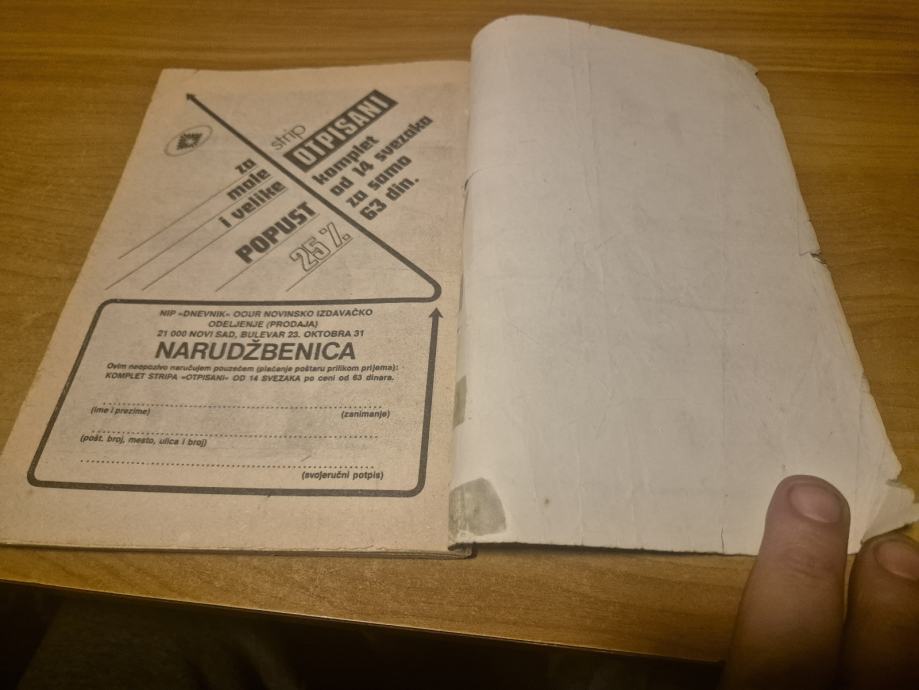 strip
OTPISANI
komplet
od 14 svezaka
za samo
63 din.
za
male
i velike
POPUST
25%
NIP »DNEVNIK« OOUR NOVINSKO IZDAVAČKO
ODELJENJE (PRODAJA)
21 000 NOVI SAD, BULEVAR 23. OKTOBRA 31
NARUDŽBENICA
Ovim neopozivo naručujem pouzećem (plaćanje poštaru prilikom prijema):
KOMPLET STRIPA »OTPISANI« OD 14 SVEZAKA po ceni od 63 dinara.
(ime i prezime) (zanimanje)
(pošt. broj, mesto, ulica i broj)
(svojeručni potpis)